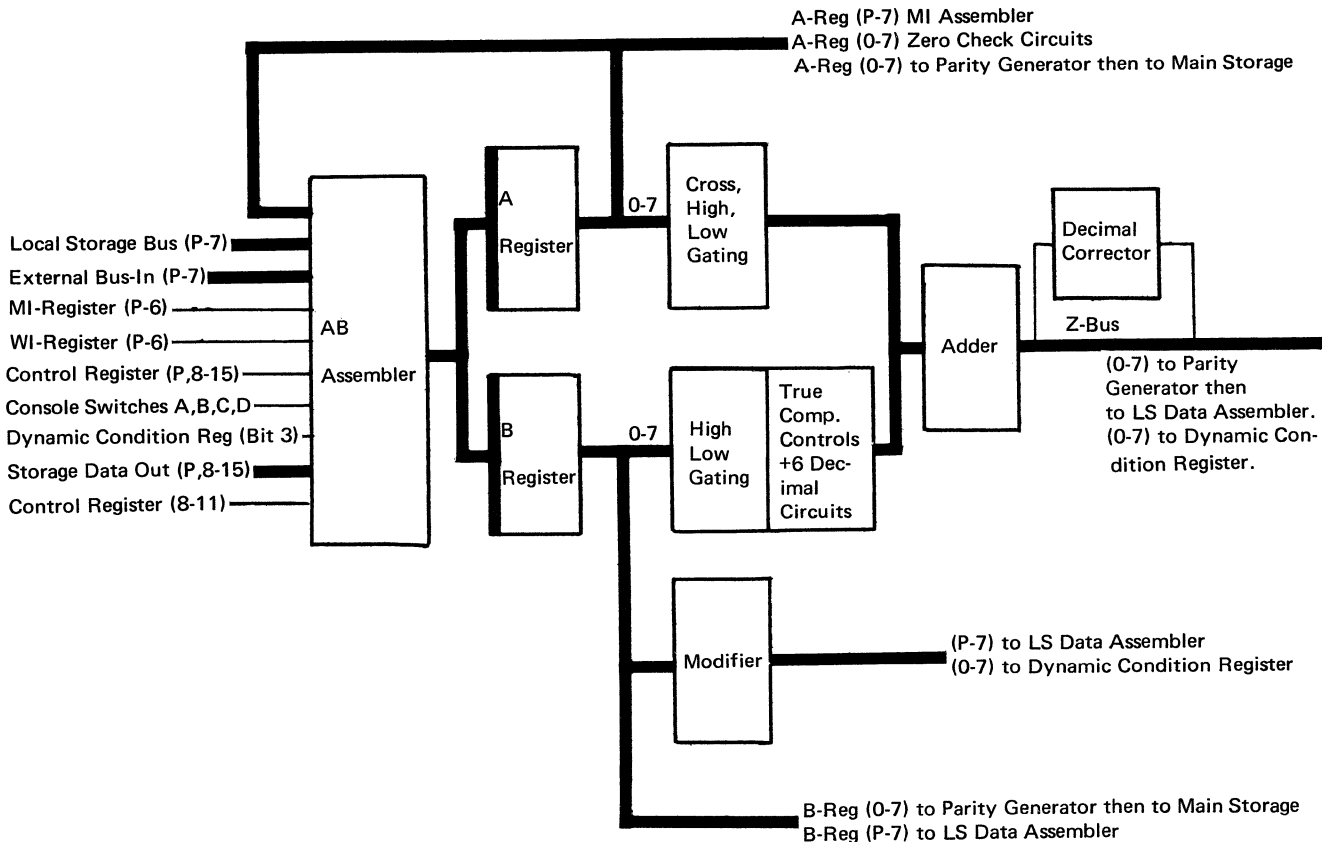 A-Reg (P-7) MI Assembler
A-Reg (0-7) Zero Check Circuits
A-Reg (0-7) to Parity Generator then to Main Storage
Local Storage Bus (P-7)
External Bus-In (P-7)
MI-Register (P-6)
WI-Register (P-6)
Control Register (P,8-15)
Console Switches A,B,C,D
Dynamic Condition Reg (Bit 3)
Storage Data Out (P,8-15)
Control Register (8-11)
AB
Assembler
A
Register
0-7
Cross,
High,
Low
Gating
B
Register
0-7
High
Low
Gating
True
Comp.
Controls
+6 Dec-
imal
Circuits
Adder
Decimal
Corrector
Z-Bus
(0-7) to Parity
Generator then
to LS Data Assembler.
(0-7) to Dynamic Con-
dition Register.
Modifier
(P-7) to LS Data Assembler
(0-7) to Dynamic Condition Register
B-Reg (0-7) to Parity Generator then to Main Storage
B-Reg (P-7) to LS Data Assembler